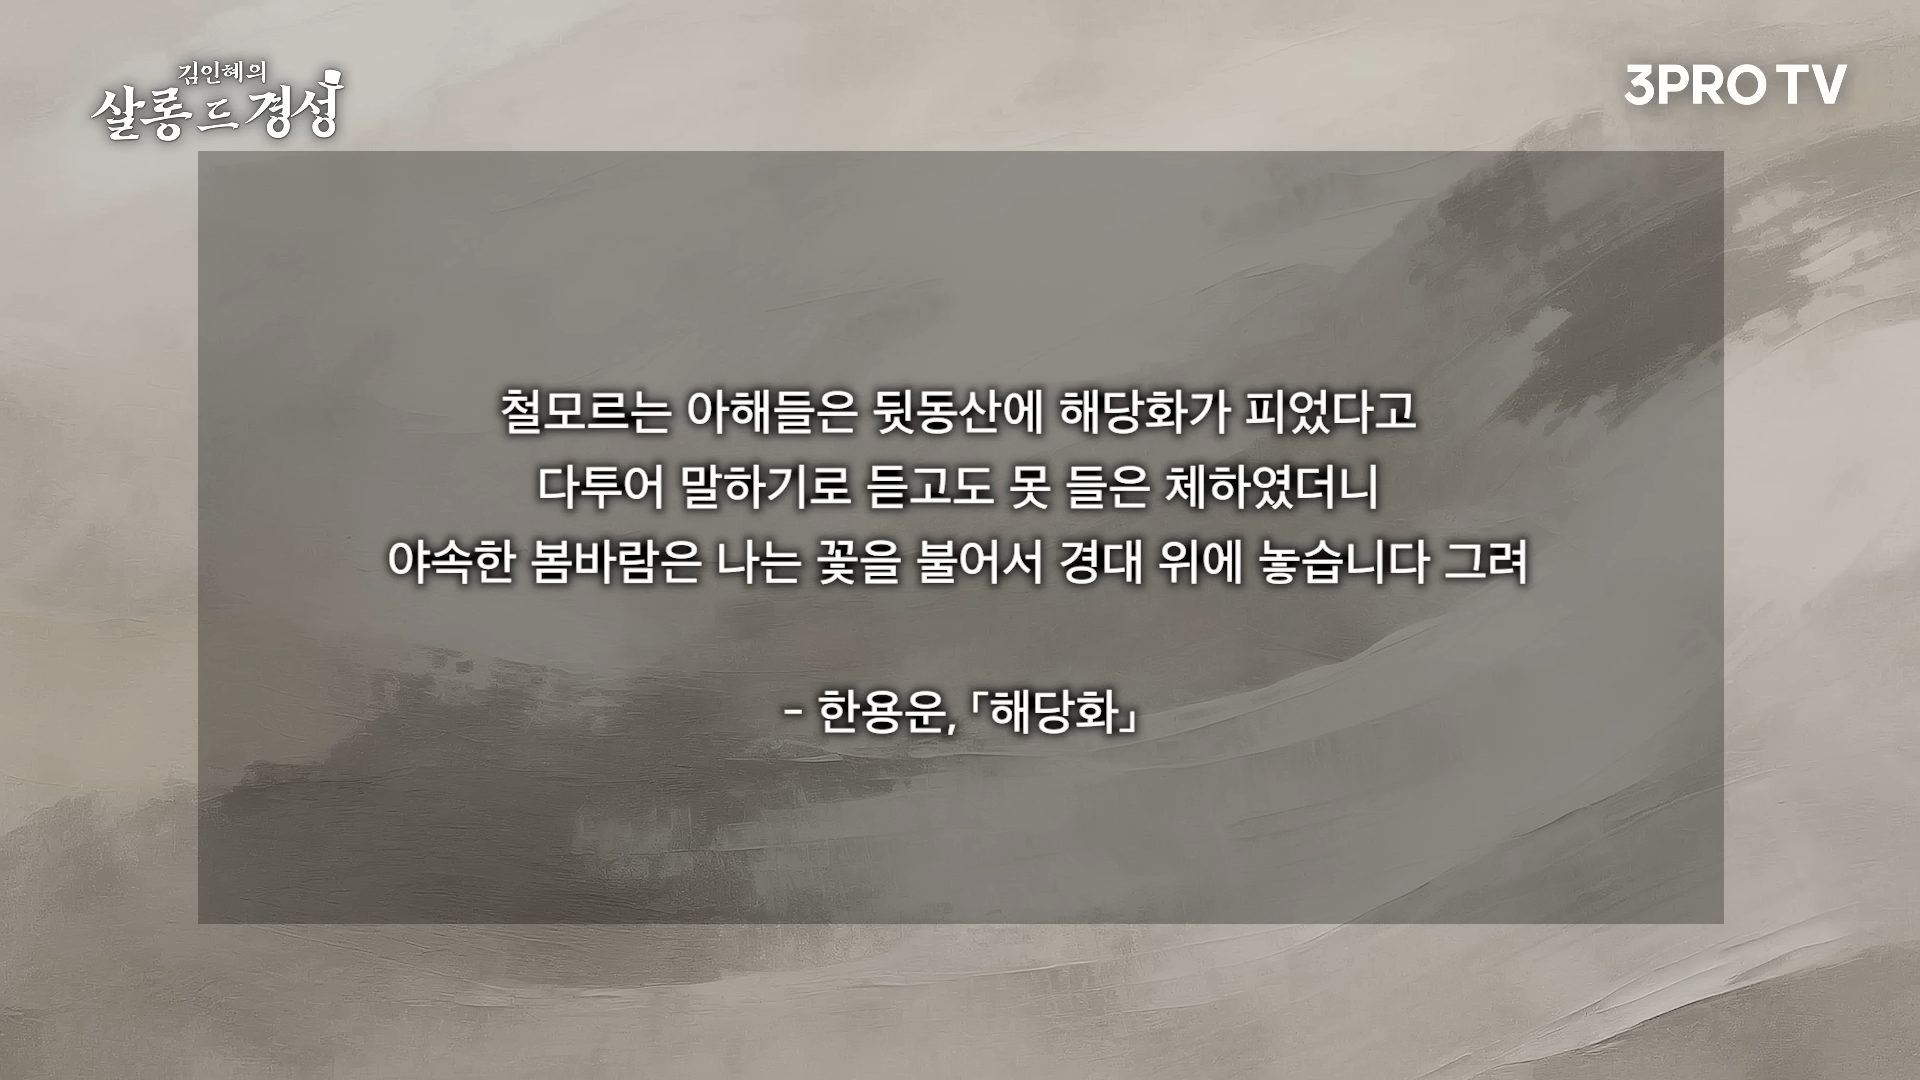 김인혜의
살롱 드 경성
3PRO TV
철모르는 아해들은 뒷동산에 해당화가 피었다고
다투어 말하기로 듣고도 못 들은 체하였더니
야속한 봄바람은 나는 꽃을 불어서 경대 위에 놓습니다 그려
- 한용운, ｢해당화｣